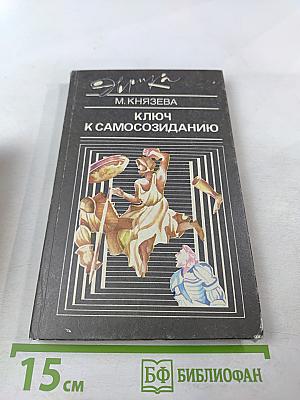 Эврика
М. КНЯЗЕВА
КЛЮЧ
К САМОСОЗИДАНИЮ
15 см
БФ БИБЛИОФАН